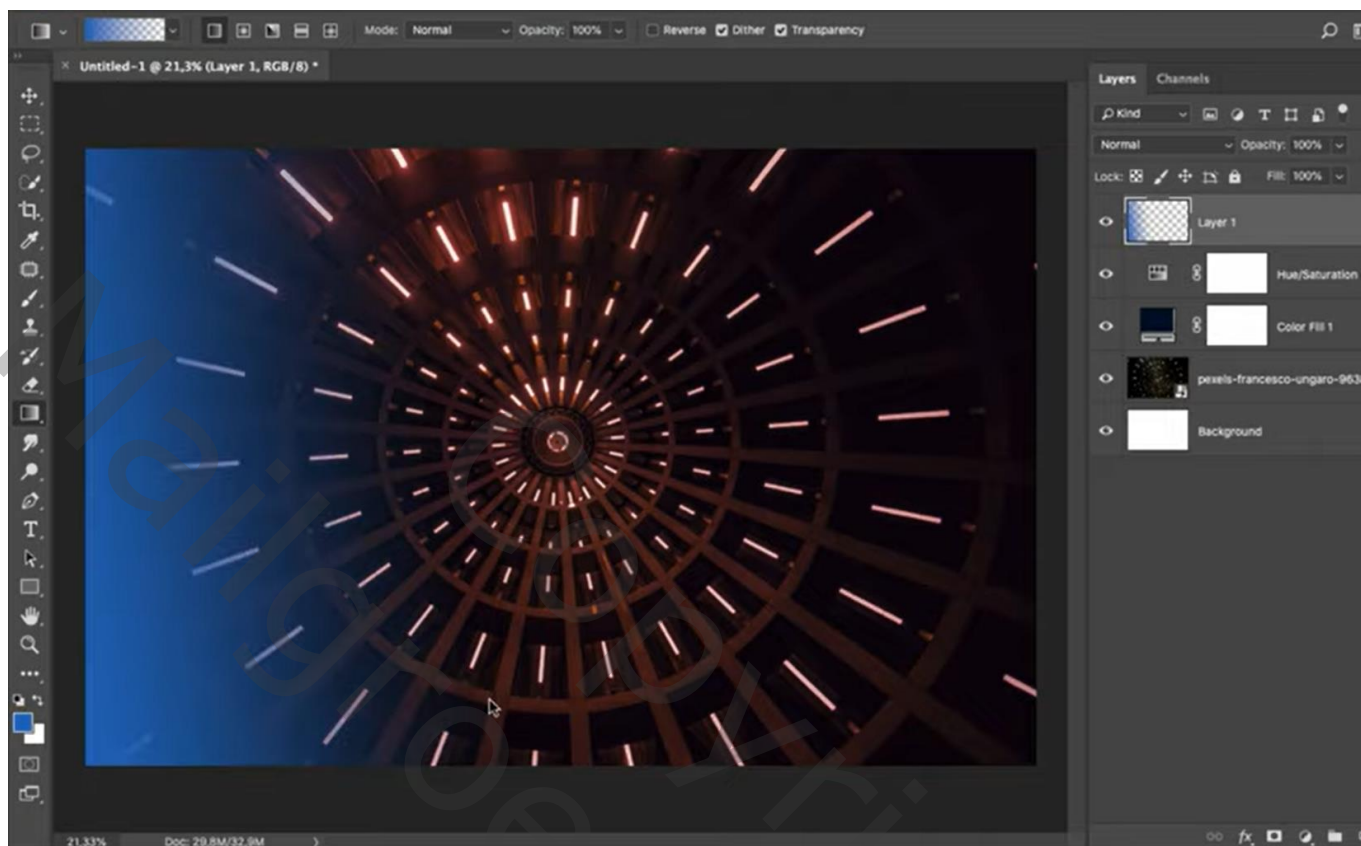 Mode: Normal Opacity: 100% Reverse Dither Transparency
× Untitled-1 @ 21,3% (Layer 1, RGB/8) *
Layers Channels
Kind T
Normal Opacity: 100%
Lock: Fill: 100%
Layer 1
Hue/Saturation
Color Fill 1
pexels-francesco-ungaro-963
Background
T
21.33% Doc: 29.8M/32.9M
fx